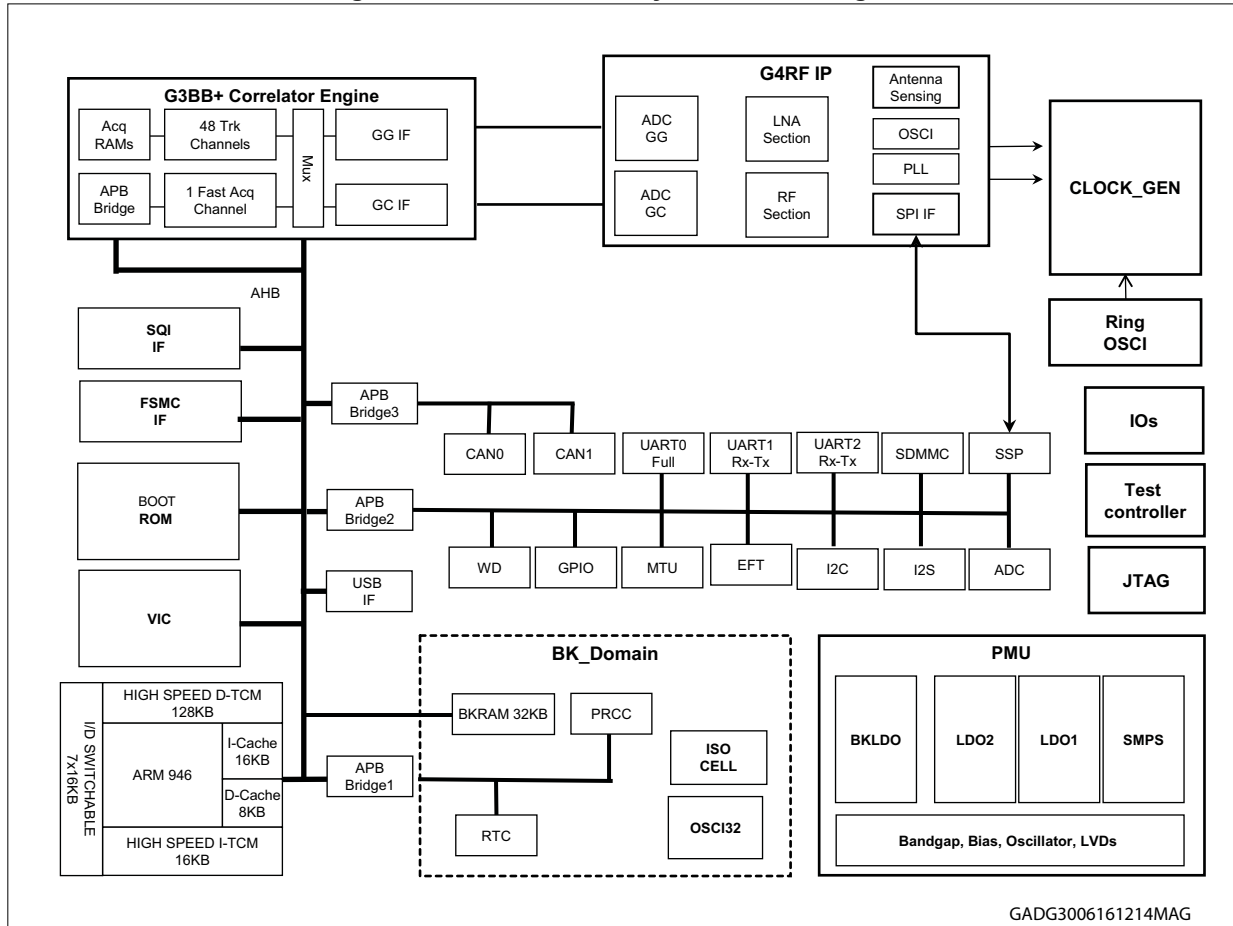 G3BB+ Correlator Engine
Acq
RAMs
48 Trk
Channels
Mux
GG IF
APB
Bridge
1 Fast Acq
Channel
GC IF
G4RF IP
ADC
GG
LNA
Section
Antenna
Sensing
OSCI
PLL
ADC
GC
RF
Section
SPI IF
CLOCK_GEN
Ring
OSCI
AHB
SQI
IF
FSMC
IF
APB
Bridge3
CAN0
CAN1
UART0
Full
UART1
Rx-Tx
UART2
Rx-Tx
SDMMC
SSP
IOs
Test
controller
JTAG
BOOT
ROM
APB
Bridge2
WD
GPIO
MTU
EFT
I2C
I2S
ADC
VIC
USB
IF
I/D SWITCHABLE
7x16KB
HIGH SPEED D-TCM
128KB
ARM 946
I-Cache
16KB
D-Cache
8KB
HIGH SPEED I-TCM
16KB
APB
Bridge1
BK_Domain
BKRAM 32KB
PRCC
ISO
CELL
RTC
OSCI32
PMU
BKLDO
LDO2
LDO1
SMPS
Bandgap, Bias, Oscillator, LVDs
GADG3006161214MAG